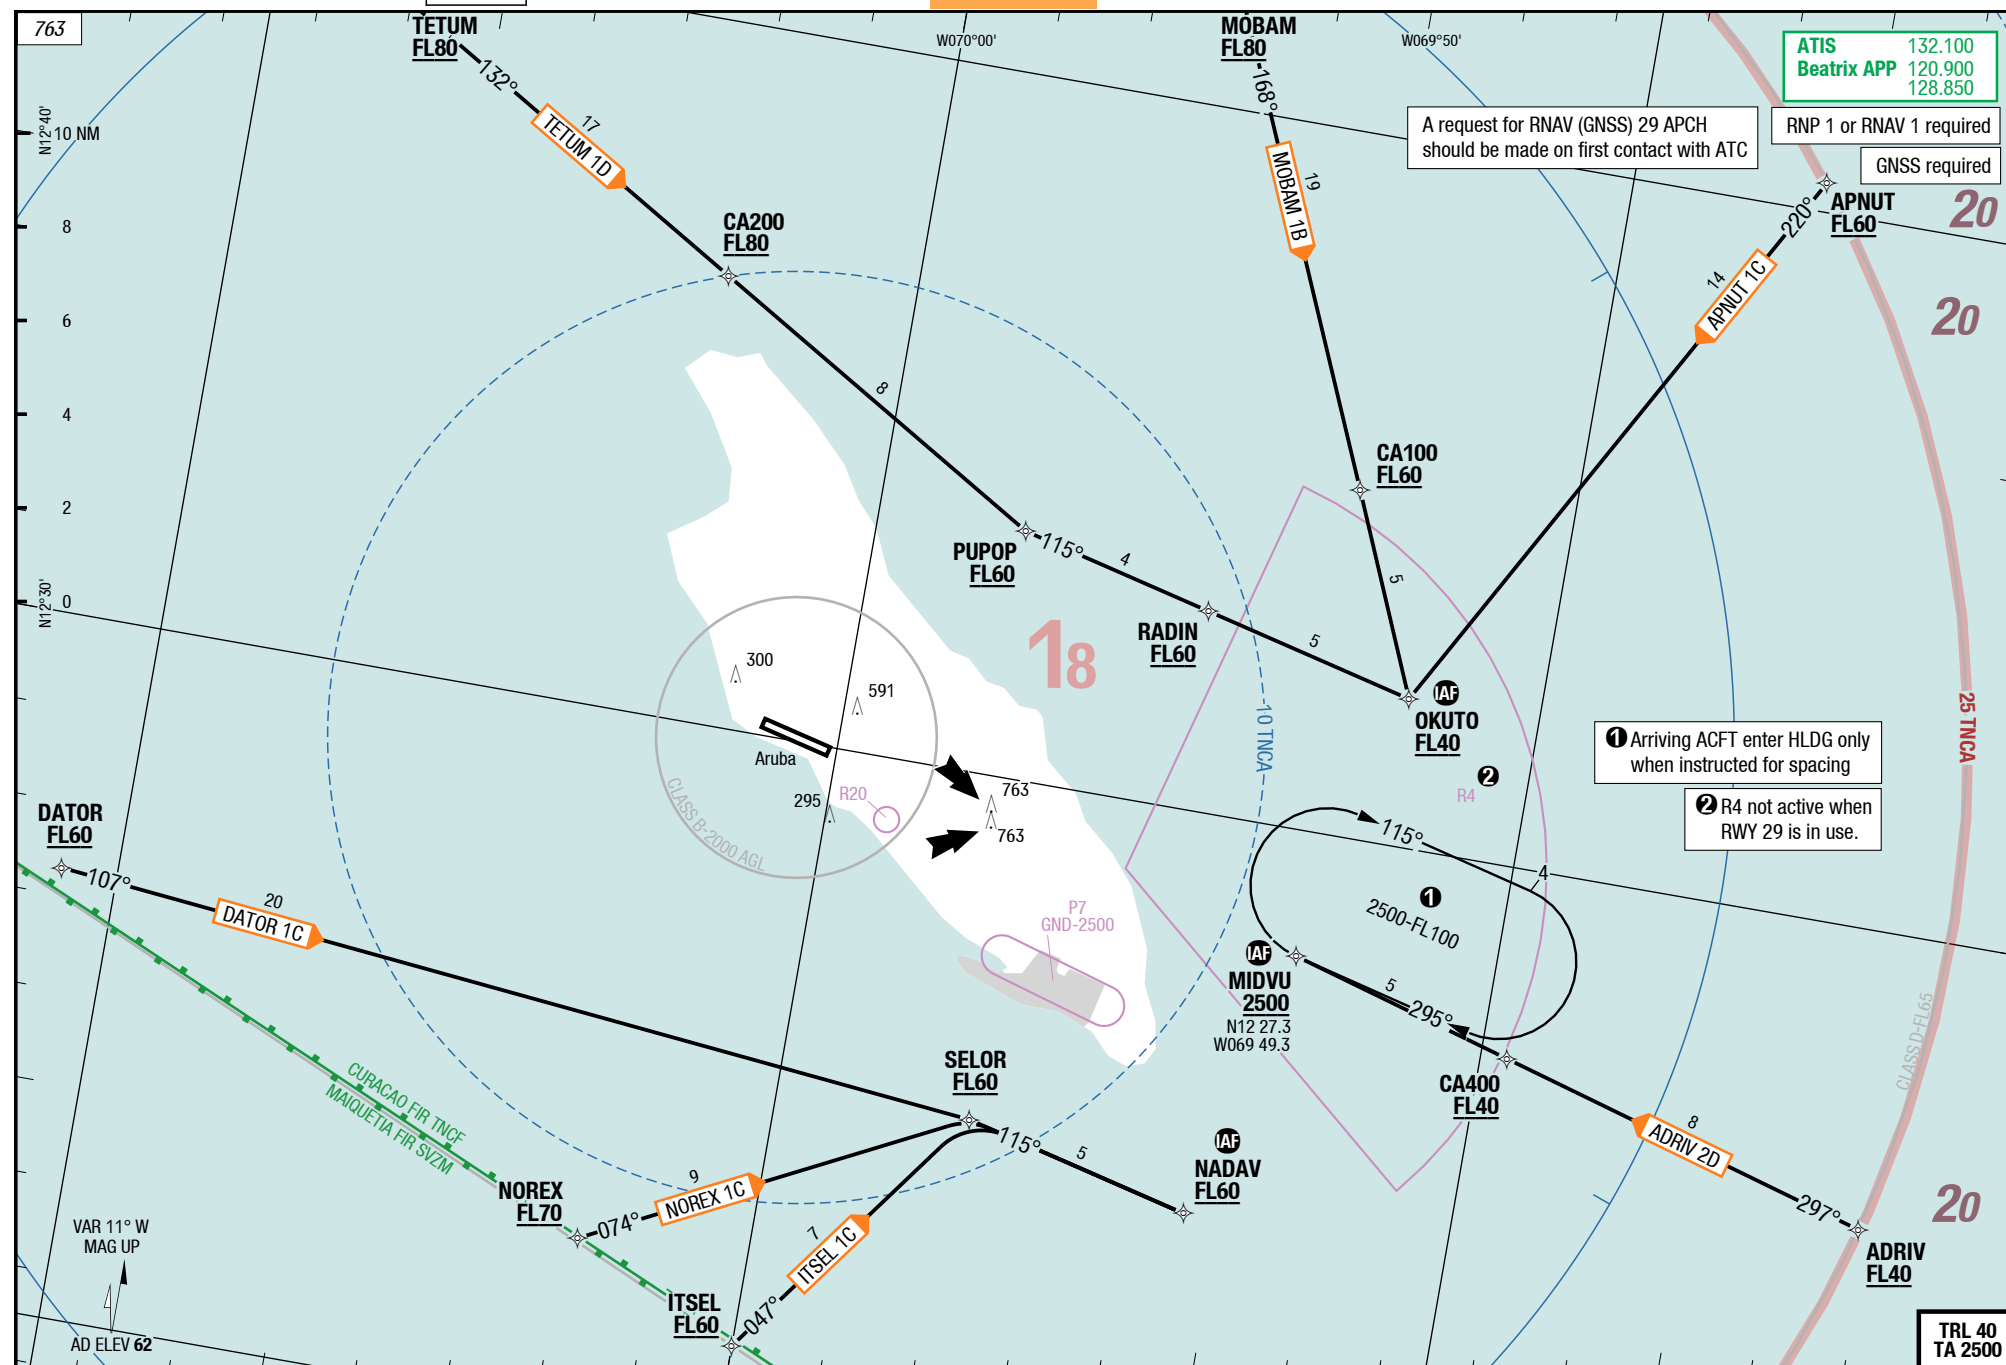 763
TETUM
FL80
W070°00'
MOBAM
FL80
W069°50'
ATIS 132.100
Beatrix APP 120.900
128.850
A request for RNAV (GNSS) 29 APCH
should be made on first contact with ATC
RNP 1 or RNAV 1 required
GNSS required
132°
17
TETUM 1D
168°
19
MOBAM 1B
N12°40'
10 NM
8
6
4
2
0
N12°30'
APNUT
FL60
220°
14
APNUT 1C
20
20
CA200
FL80
8
CA100
FL60
5
PUPOP
FL60
115°
4
RADIN
FL60
5
18
IAF
OKUTO
FL40
10 TNCA
25 TNCA
300
591
Aruba
295
R20
763
763
CLASS B-2000 AGL
2
R4
1 Arriving ACFT enter HLDG only
when instructed for spacing
2 R4 not active when
RWY 29 is in use.
DATOR
FL60
107°
20
DATOR 1C
115°
4
1
2500-FL100
P7
GND-2500
IAF
MIDVU
2500
N12 27.3
W069 49.3
5
295°
CA400
FL40
8
ADRIV 2D
297°
ADRIV
FL40
CLASS D-FL65
20
SELOR
FL60
115°
5
IAF
NADAV
FL60
CURACAO FIR TNCF
MAIQUETIA FIR SVZM
NOREX
FL70
074°
9
NOREX 1C
ITSEL
FL60
047°
7
ITSEL 1C
VAR 11° W
MAG UP
AD ELEV 62
TRL 40
TA 2500